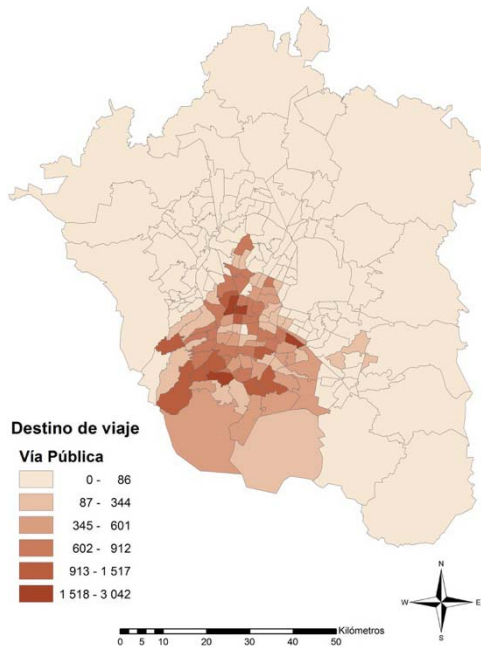 Destino de viaje
Vía Pública
0 - 86
87 - 344
345 - 601
602 - 912
913 - 1 517
1 518 - 3 042
N
W E
S
Kilómetros
0 5 10 20 30 40 50